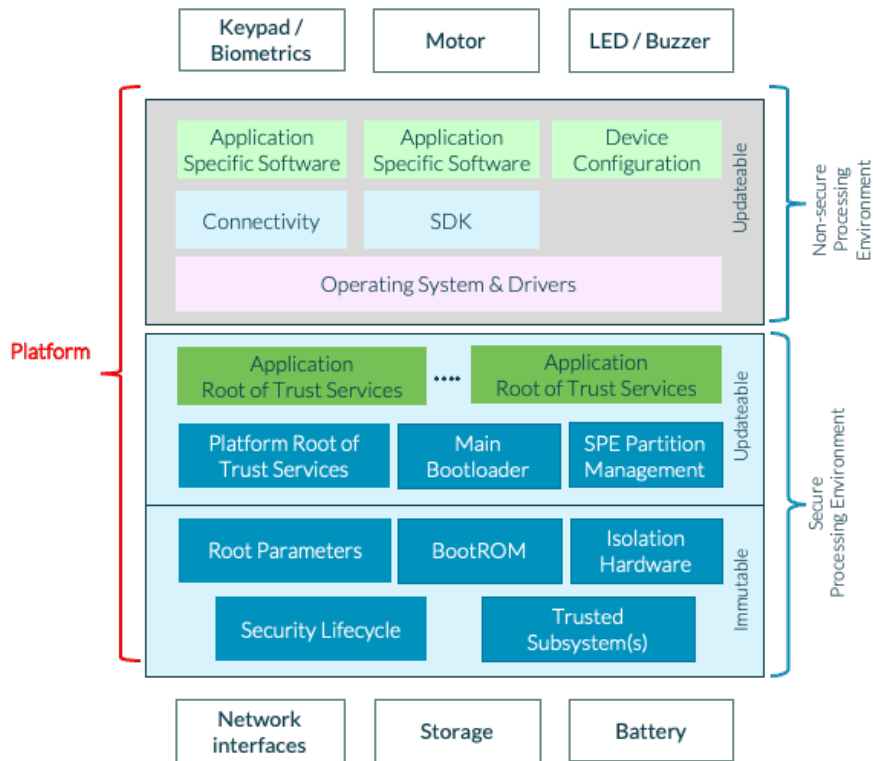 Keypad /
Biometrics
Motor
LED / Buzzer
Platform
Application
Specific Software
Application
Specific Software
Device
Configuration
Connectivity
SDK
Operating System & Drivers
Updateable
Non-secure
Processing
Environment
Application
Root of Trust Services
....
Application
Root of Trust Services
Platform Root of
Trust Services
Main
Bootloader
SPE Partition
Management
Updateable
Root Parameters
BootROM
Isolation
Hardware
Security Lifecycle
Trusted
Subsystem(s)
Immutable
Secure
Processing Environment
Network
interfaces
Storage
Battery